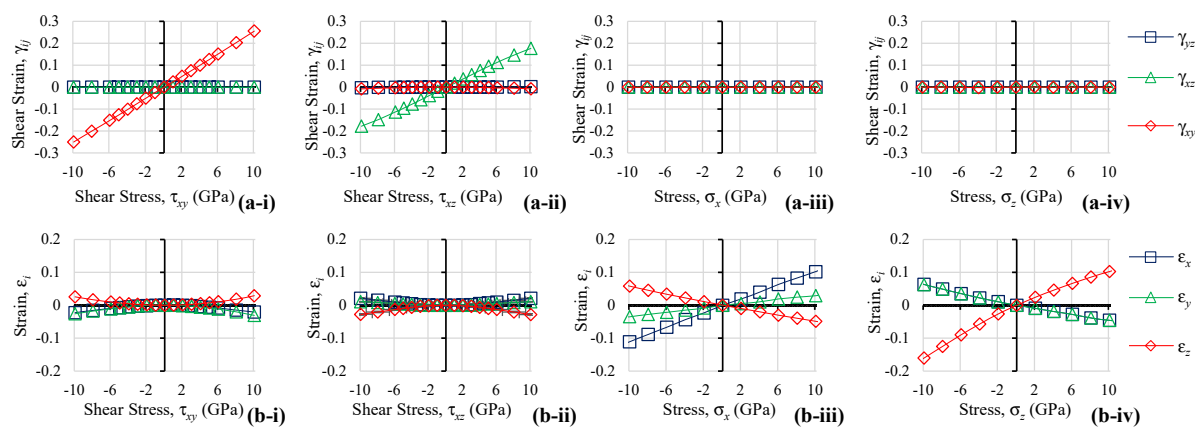 Shear Strain, γij
0.3
0.2
0.1
0
-0.1
-0.2
-0.3
-10 -6 -2 2 6 10
Shear Stress, τxy (GPa)
(a-i)
Shear Strain, γij
0.3
0.2
0.1
0
-0.1
-0.2
-0.3
-10 -6 -2 2 6 10
Shear Stress, τxz (GPa)
(a-ii)
Shear Strain, γij
0.3
0.2
0.1
0
-0.1
-0.2
-0.3
-10 -6 -2 2 6 10
Stress, σx (GPa)
(a-iii)
Shear Strain, γij
0.3
0.2
0.1
0
-0.1
-0.2
-0.3
-10 -6 -2 2 6 10
Stress, σz (GPa)
(a-iv)
γyz
γxz
γxy
Strain, εi
0.2
0.1
0
-0.1
-0.2
-10 -6 -2 2 6 10
Shear Stress, τxy (GPa)
(b-i)
Strain, εi
0.2
0.1
0
-0.1
-0.2
-10 -6 -2 2 6 10
Shear Stress, τxz (GPa)
(b-ii)
Strain, εi
0.2
0.1
0
-0.1
-0.2
-10 -6 -2 2 6 10
Stress, σx (GPa)
(b-iii)
Strain, εi
0.2
0.1
0
-0.1
-0.2
-10 -6 -2 2 6 10
Stress, σz (GPa)
(b-iv)
εx
εy
εz